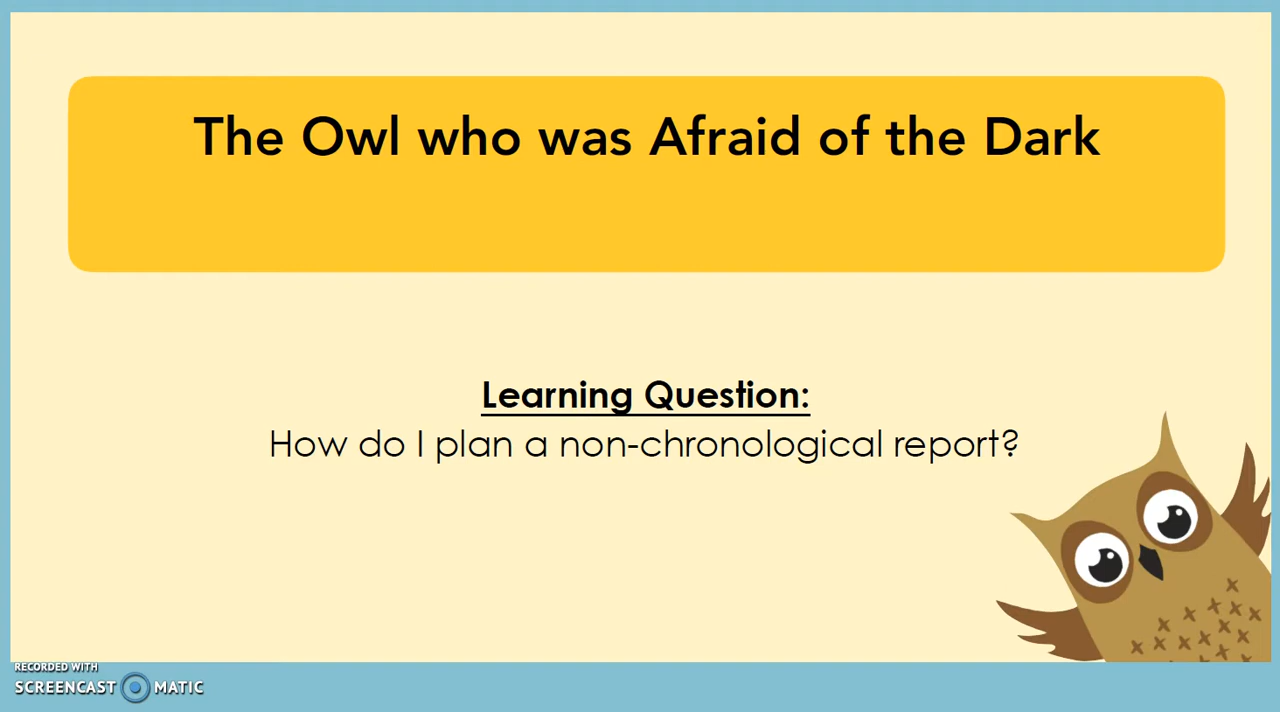 The Owl who was Afraid of the Dark
Learning Question:
How do I plan a non-chronological report?
RECORDED WITH
SCREENCAST MATIC